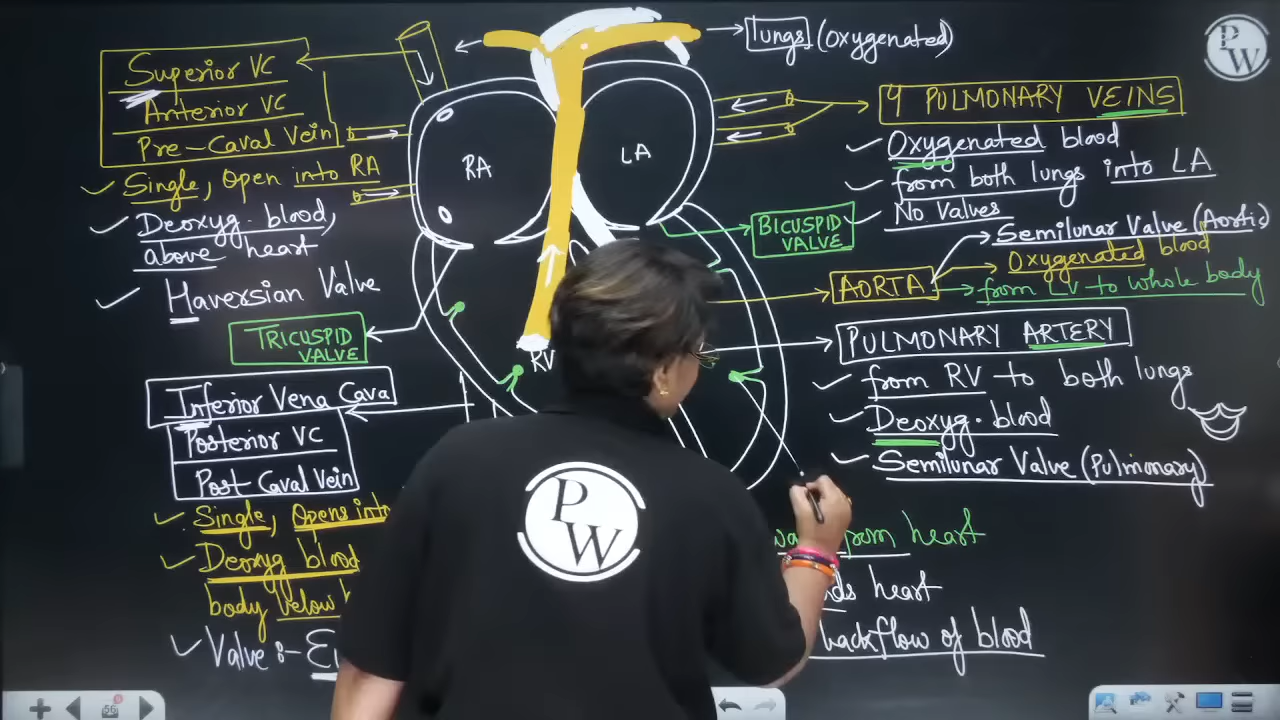 Superior VC
Anterior VC
Pre-Caval Vein
Single, Open into RA
Deoxyg. blood,
above heart
Haversian Valve
TRICUSPID
VALVE
Inferior Vena Cava
Posterior VC
Post Caval Vein
Single, Opens into
Deoxyg blood
body below
Valve :-
RA
LA
RV
lungs (oxygenated)
4 PULMONARY VEINS
Oxygenated blood
from both lungs into LA
No Valves
BICUSPID
VALVE
Semilunar Valve (Aortic)
AORTA
Oxygenated blood
from LV to whole body
PULMONARY ARTERY
from RV to both lungs
Deoxyg. blood
Semilunar Valve (Pulmonary)
from heart
heart
backflow of blood
PW
PW
56